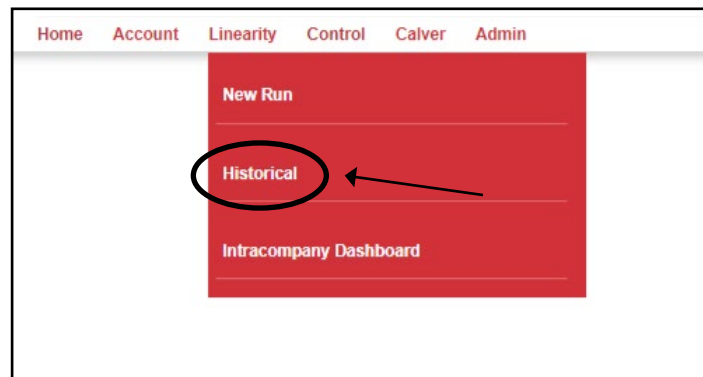 Home Account Linearity Control Calver Admin
New Run
Historical
Intracompany Dashboard